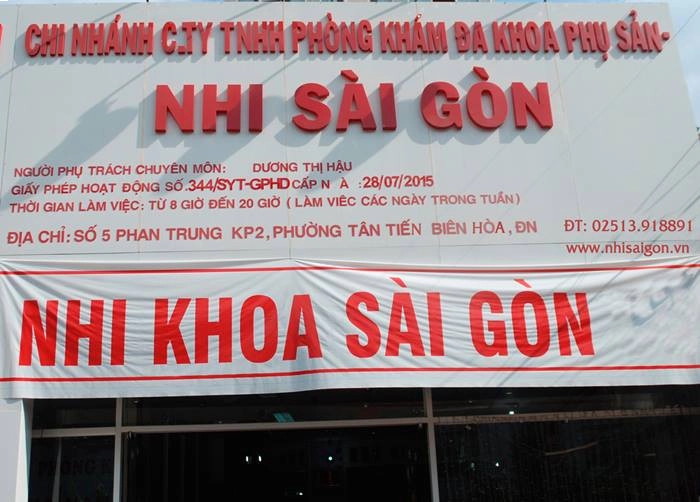 CHI NHÁNH C.TY TNHH PHÒNG KHÁM ĐA KHOA PHỤ SẢN-
NHI SÀI GÒN
NGƯỜI PHỤ TRÁCH CHUYÊN MÔN: DƯƠNG THỊ HẬU
GIẤY PHÉP HOẠT ĐỘNG SỐ.344/SYT-GPHD CẤP N À :28/07/2015
THỜI GIAN LÀM VIỆC: TỪ 8 GIỜ ĐẾN 20 GIỜ ( LÀM VIÊC CÁC NGÀY TRONG TUẦN )
ĐỊA CHỈ:SỐ 5 PHAN TRUNG KP2,PHƯỜNG TÂN TIẾN BIÊN HÒA,ĐN
ĐT: 02513.918891
www.nhisaigon.vn
NHI KHOA SÀI GÒN
PHÒNG K